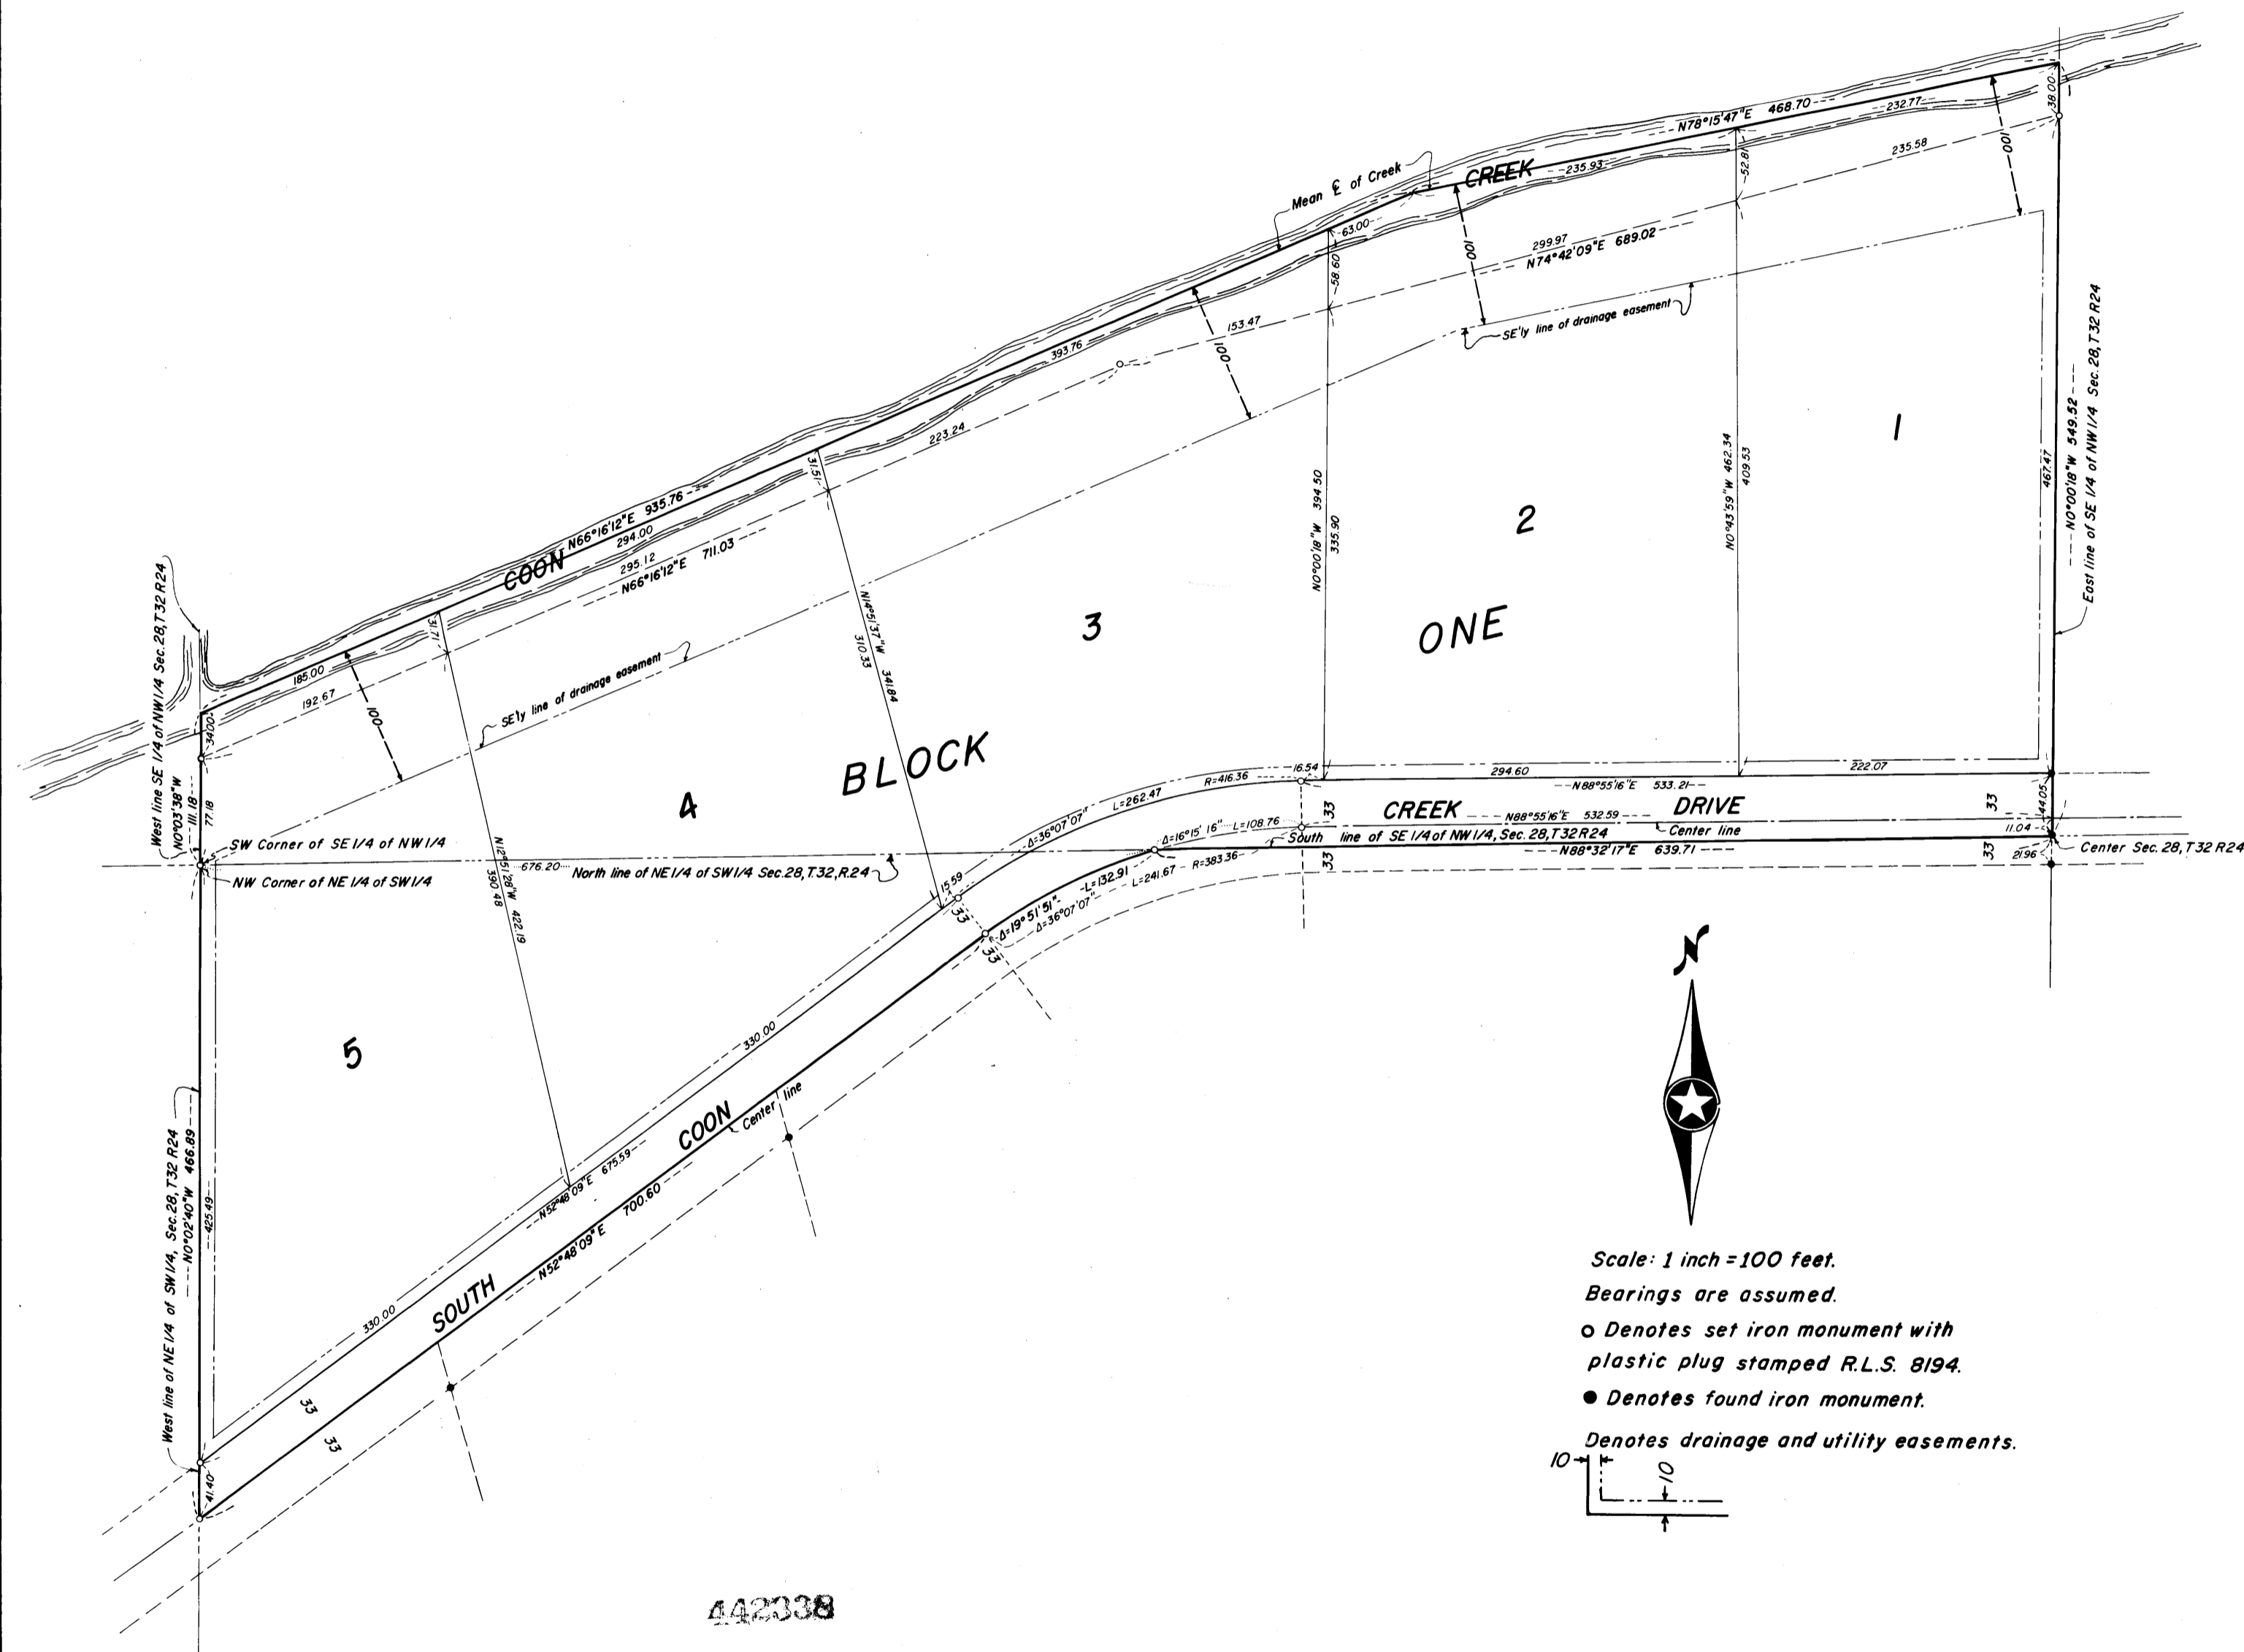 N78°15'47"E 468.70
232.77
38.00
235.58
100
Mean ℄ of Creek
CREEK
235.93
52.81
63.00
58.60
299.97
N74°42'09"E 689.02
100
SE'ly line of drainage easement
153.47
393.76
100
223.24
N66°16'12"E 935.76
294.00
COON
295.12
N66°16'12"E 711.03
31.51
31.71
185.00
192.67
100
34.00
SE'ly line of drainage easement
West line SE 1/4 of NW1/4 Sec.28,T32 R24
N0°03'38"W
111.18
77.18
N14°51'37"W 341.84
310.33
N0°00'18"W 394.50
335.90
N0°43'59"W 462.34
409.53
467.47
N0°00'18"W 549.52
East line of SE 1/4 of NW1/4 Sec.28,T32 R24
1
2
3
4
5
BLOCK
ONE
SW Corner of SE 1/4 of NW 1/4
NW Corner of NE 1/4 of SW1/4
N12°51'28"W 422.19
390.48
676.20
North line of NE1/4 of SW1/4 Sec.28,T.32,R.24
16.54
R=416.36
L=262.47
Δ=36°07'07"
294.60
222.07
N88°55'16"E 533.21
33
CREEK
DRIVE
33
44.05
N88°55'16"E 532.59
Center line
Δ=16°15'16" L=108.76
South line of SE 1/4 of NW 1/4, Sec.28,T32R24
11.04
Center Sec.28,T32 R24
R=383.36
N88°32'17"E 639.71
33
33
21.96
L=132.91
L=241.67
Δ=19°51'51"
Δ=36°07'07"
15.59
33
33
330.00
N52°48'09"E 675.59
COON
Center line
N52°48'09"E 700.60
SOUTH
330.00
33
33
41.40
425.49
West line of NE 1/4 of SW1/4, Sec.28,T32 R24
N0°02'40"W 466.89
N
Scale: 1 inch = 100 feet.
Bearings are assumed.
Denotes set iron monument with
plastic plug stamped R.L.S. 8194.
Denotes found iron monument.
Denotes drainage and utility easements.
10
10
442338